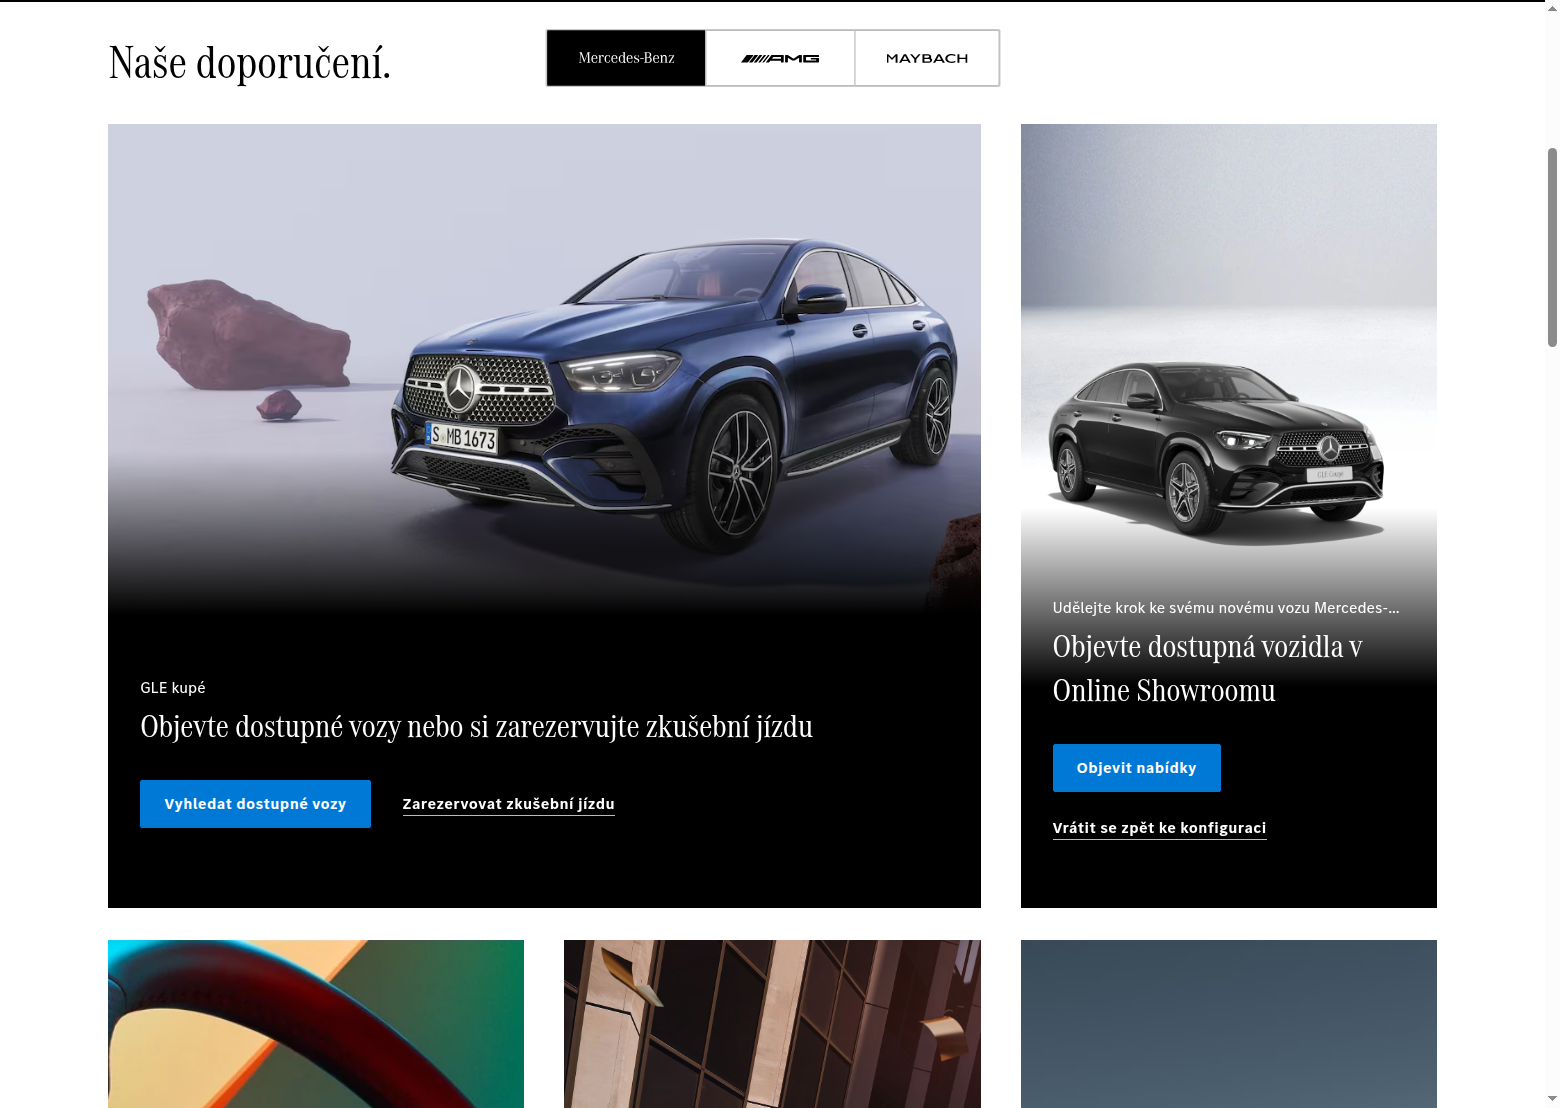 Naše doporučení.
Mercedes-Benz
AMG
MAYBACH
S MB 1673
GLE Coupé
GLE kupé
Objevte dostupné vozy nebo si zarezervujte zkušební jízdu
Vyhledat dostupné vozy
Zarezervovat zkušební jízdu
Udělejte krok ke svému novému vozu Mercedes-...
Objevte dostupná vozidla v
Online Showroomu
Objevit nabídky
Vrátit se zpět ke konfiguraci